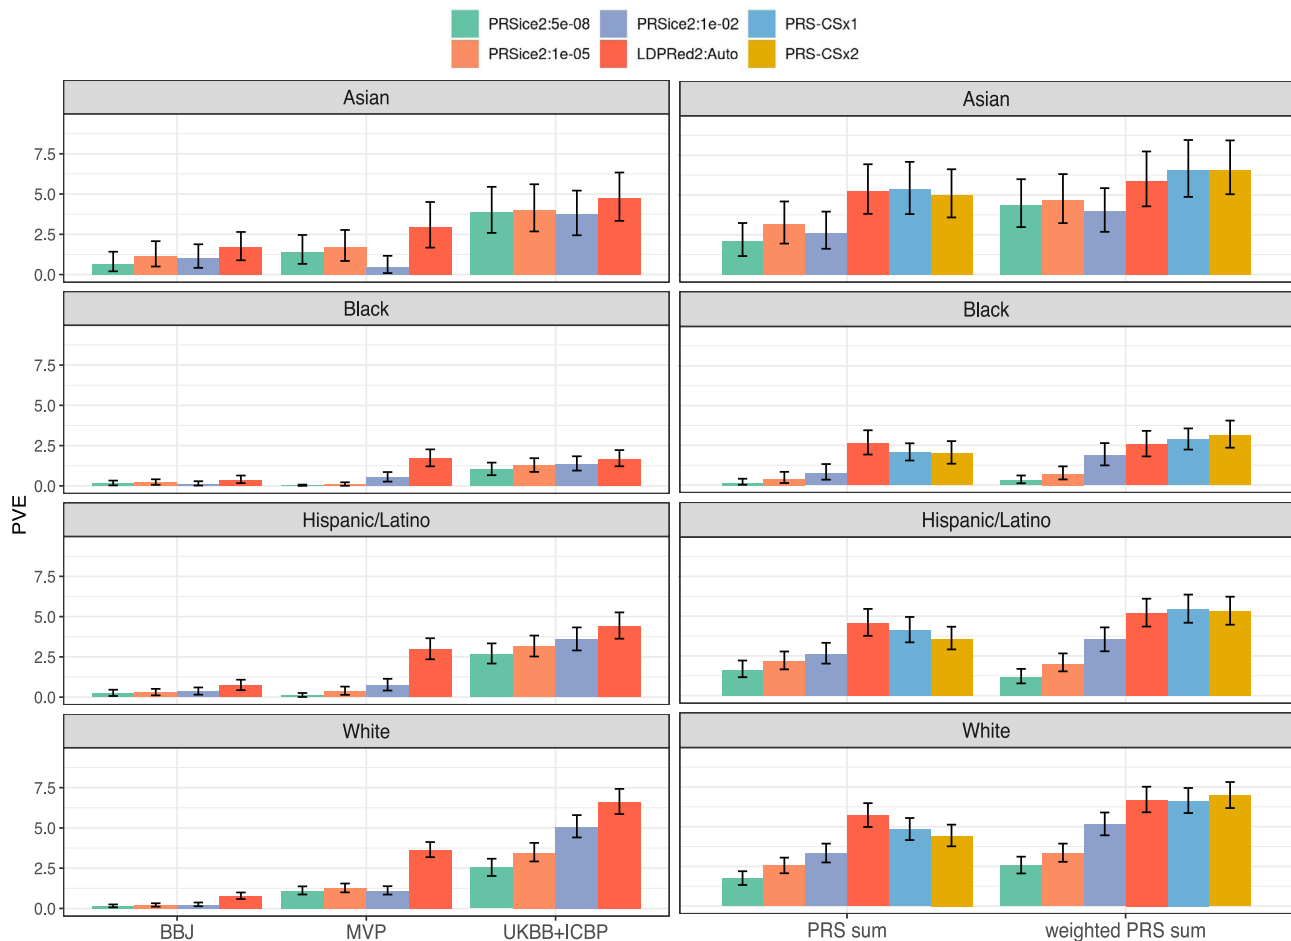 PRSice2:5e-08 PRSice2:1e-02 PRS-CSx1
PRSice2:1e-05 LDPRed2:Auto PRS-CSx2
Asian Asian
7.5
5.0
2.5
0.0
Black Black
7.5
5.0
2.5
0.0
PVE
Hispanic/Latino Hispanic/Latino
7.5
5.0
2.5
0.0
White White
7.5
5.0
2.5
0.0
BBJ MVP UKBB+ICBP PRS sum weighted PRS sum